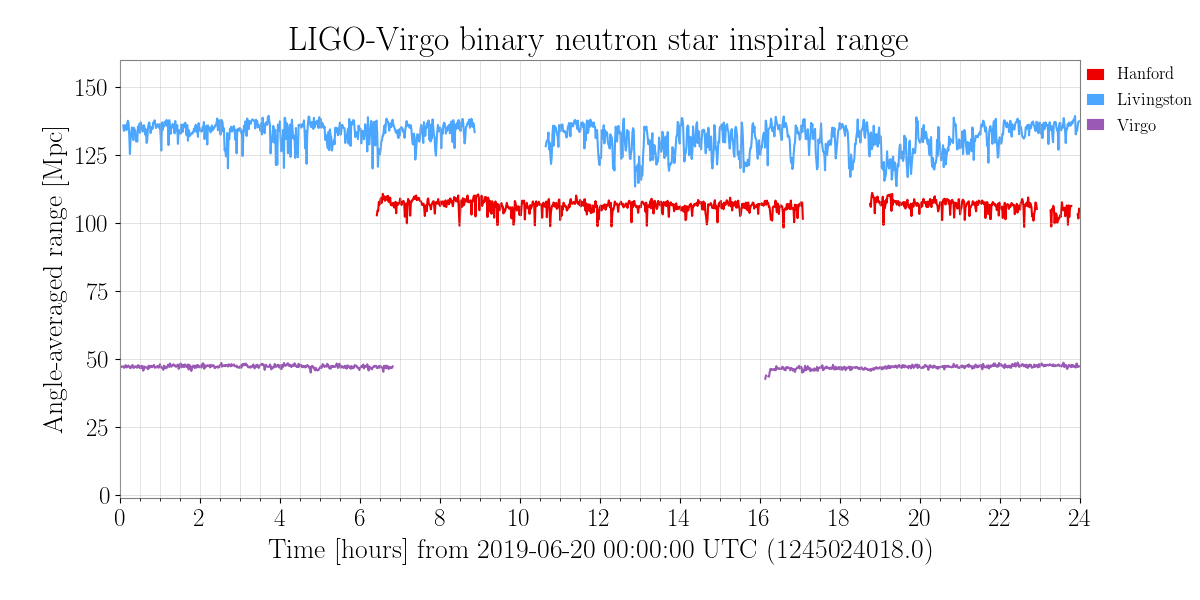 LIGO-Virgo binary neutron star inspiral range
Hanford
Livingston
Virgo
Angle-averaged range [Mpc]
150
125
100
75
50
25
0
0 2 4 6 8 10 12 14 16 18 20 22 24
Time [hours] from 2019-06-20 00:00:00 UTC (1245024018.0)